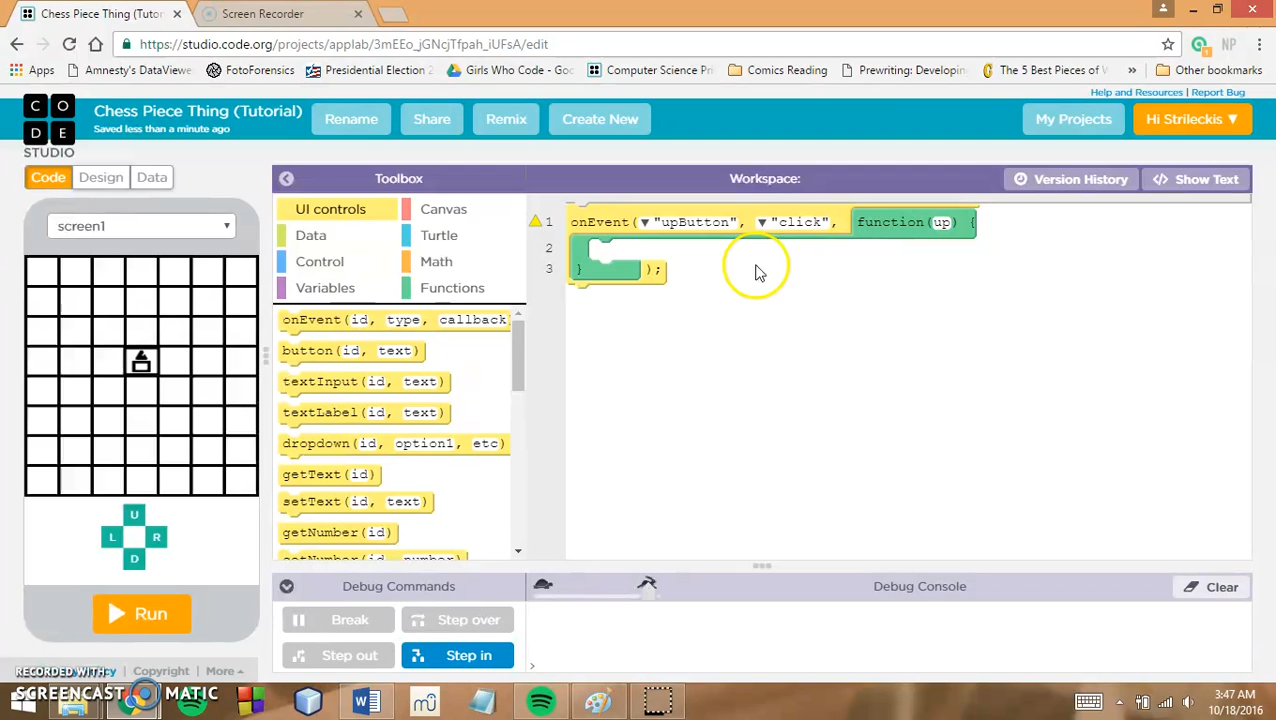 Chess Piece Thing (Tutor
Screen Recorder
https://studio.code.org/projects/applab/3mEEo_jGNcjTfpah_iUFsA/edit
Apps
Amnesty's DataViewe
FotoForensics
Presidential Election 2
Girls Who Code - Goo
Computer Science Pri
Comics Reading
Prewrning: Developin
The 5 Best Pieces of W
Other bookmarks
Help and Resources | Report Bug
CODE
STUDIO
Chess Piece Thing (Tutorial)
Saved less than a minute ago
Rename
Share
Remix
Create New
My Projects
Hi Strileckis ▼
Code
Design
Data
Toolbox
Workspace:
Version History
</> Show Text
screen1
UI controls
Canvas
Data
Turtle
Control
Math
Variables
Functions
onEvent(id, type, callback)
button(id, text)
textInput(id, text)
textLabel(id, text)
dropdown(id, option1, etc)
getText(id)
setText(id, text)
getNumber(id)
setNumber(id, number)
1 onEvent(▼"upButton", ▼"click", function(up) {
2
3 } );
U
L R
D
Run
Debug Commands
Debug Console
Clear
Break
Step over
Step out
Step in
>
Copyright
More
RECORDED WITH
SCREENCAST MATIC
3:47 AM
10/18/2016
NP